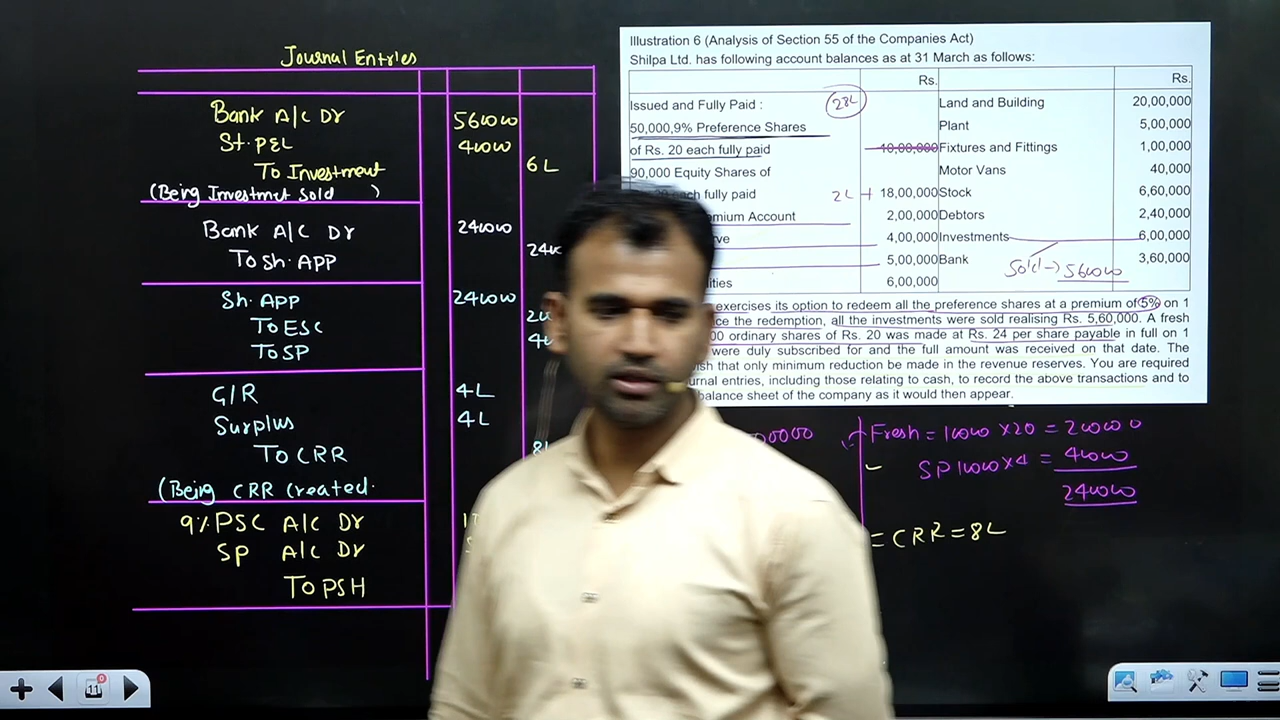 Journal Entries
Bank A/c Dr 560000
St. P&L 40000
To Investment 6L
(Being Investmet Sold )
Bank A/c Dr 240000
To Sh. APP
Sh. APP 240000
To ESC
To SP
G/R 4L
Surplus 4L
To CRR
(Being CRR Created.
9% PSC A/c Dr
SP A/c Dr
To PSH
Illustration 6 (Analysis of Section 55 of the Companies Act)
Shilpa Ltd. has following account balances as at 31 March as follows:
Rs. Rs.
Issued and Fully Paid : 28L Land and Building 20,00,000
50,000,9% Preference Shares Plant 5,00,000
of Rs. 20 each fully paid 10,00,000 Fixtures and Fittings 1,00,000
90,000 Equity Shares of Motor Vans 40,000
each fully paid 2L + 18,00,000 Stock 6,60,000
Account 2,00,000 Debtors 2,40,000
4,00,000 Investments 6,00,000
5,00,000 Bank 3,60,000
Sold → 560000
6,00,000
exercises its option to redeem all the preference shares at a premium of 5% on 1
the redemption, all the investments were sold realising Rs. 5,60,000. A fresh
ordinary shares of Rs. 20 was made at Rs. 24 per share payable in full on 1
were duly subscribed for and the full amount was received on that date. The
that only minimum reduction be made in the revenue reserves. You are required
entries, including those relating to cash, to record the above transactions and to
balance sheet of the company as it would then appear.
Fresh = 10000 x 20 = 200000
SP 10000 x 4 = 40000
240000
= CRR = 8L
11